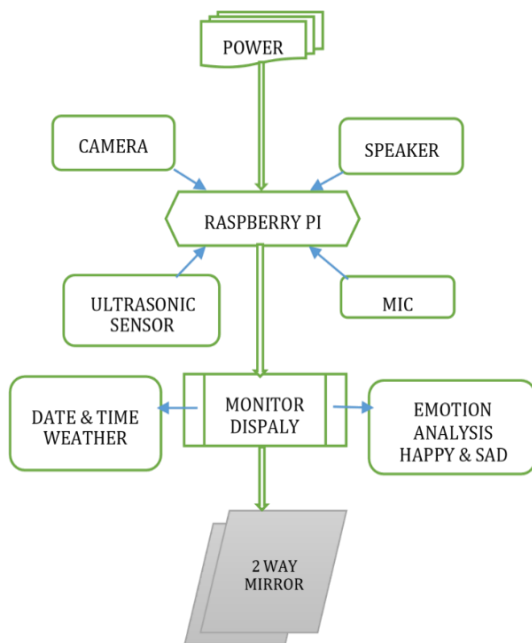 POWER
CAMERA
SPEAKER
RASPBERRY PI
ULTRASONIC
SENSOR
MIC
DATE & TIME
WEATHER
MONITOR
DISPALY
EMOTION
ANALYSIS
HAPPY & SAD
2 WAY
MIRROR